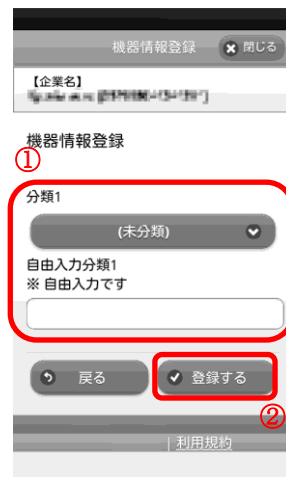 機器情報登録
閉じる
【企業名】
機器情報登録
①
分類1
(未分類)
自由入力分類1
※ 自由入力です
戻る
登録する
②
| 利用規約